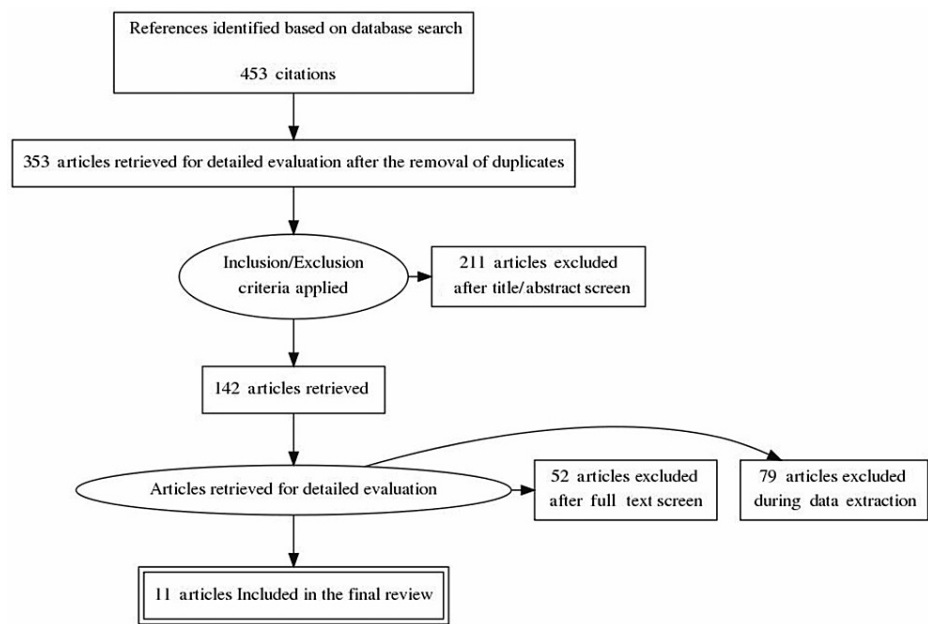 References identified based on database search
453 citations
353 articles retrieved for detailed evaluation after the removal of duplicates
Inclusion/Exclusion
criteria applied
211 articles excluded
after title/abstract screen
142 articles retrieved
Articles retrieved for detailed evaluation
52 articles excluded
after full text screen
79 articles excluded
during data extraction
11 articles Included in the final review